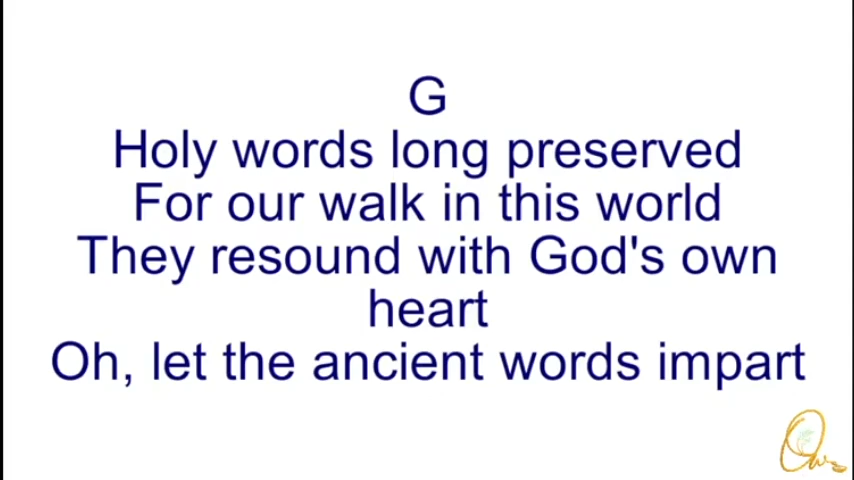 G
Holy words long preserved
For our walk in this world
They resound with God's own
heart
Oh, let the ancient words impart